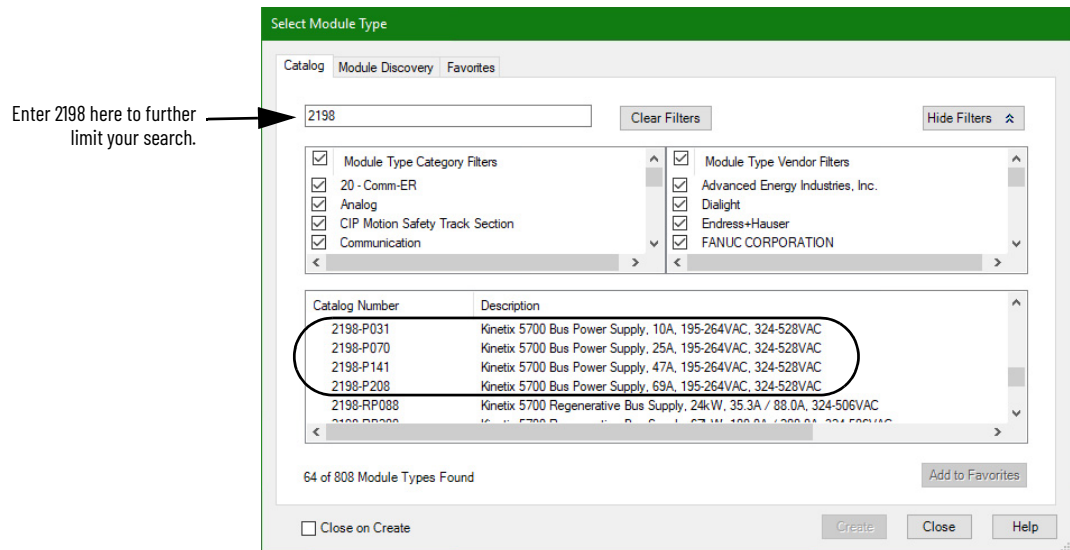 Select Module Type
Catalog Module Discovery Favorites
Enter 2198 here to further
limit your search.
2198 Clear Filters Hide Filters
Module Type Category Filters
20 - Comm-ER
Analog
CIP Motion Safety Track Section
Communication
Module Type Vendor Filters
Advanced Energy Industries, Inc.
Dialight
Endress+Hauser
FANUC CORPORATION
Catalog Number Description
2198-P031 Kinetix 5700 Bus Power Supply, 10A, 195-264VAC, 324-528VAC
2198-P070 Kinetix 5700 Bus Power Supply, 25A, 195-264VAC, 324-528VAC
2198-P141 Kinetix 5700 Bus Power Supply, 47A, 195-264VAC, 324-528VAC
2198-P208 Kinetix 5700 Bus Power Supply, 69A, 195-264VAC, 324-528VAC
2198-RP088 Kinetix 5700 Regenerative Bus Supply, 24kW, 35.3A / 88.0A, 324-506VAC
64 of 808 Module Types Found Add to Favorites
Close on Create Create Close Help